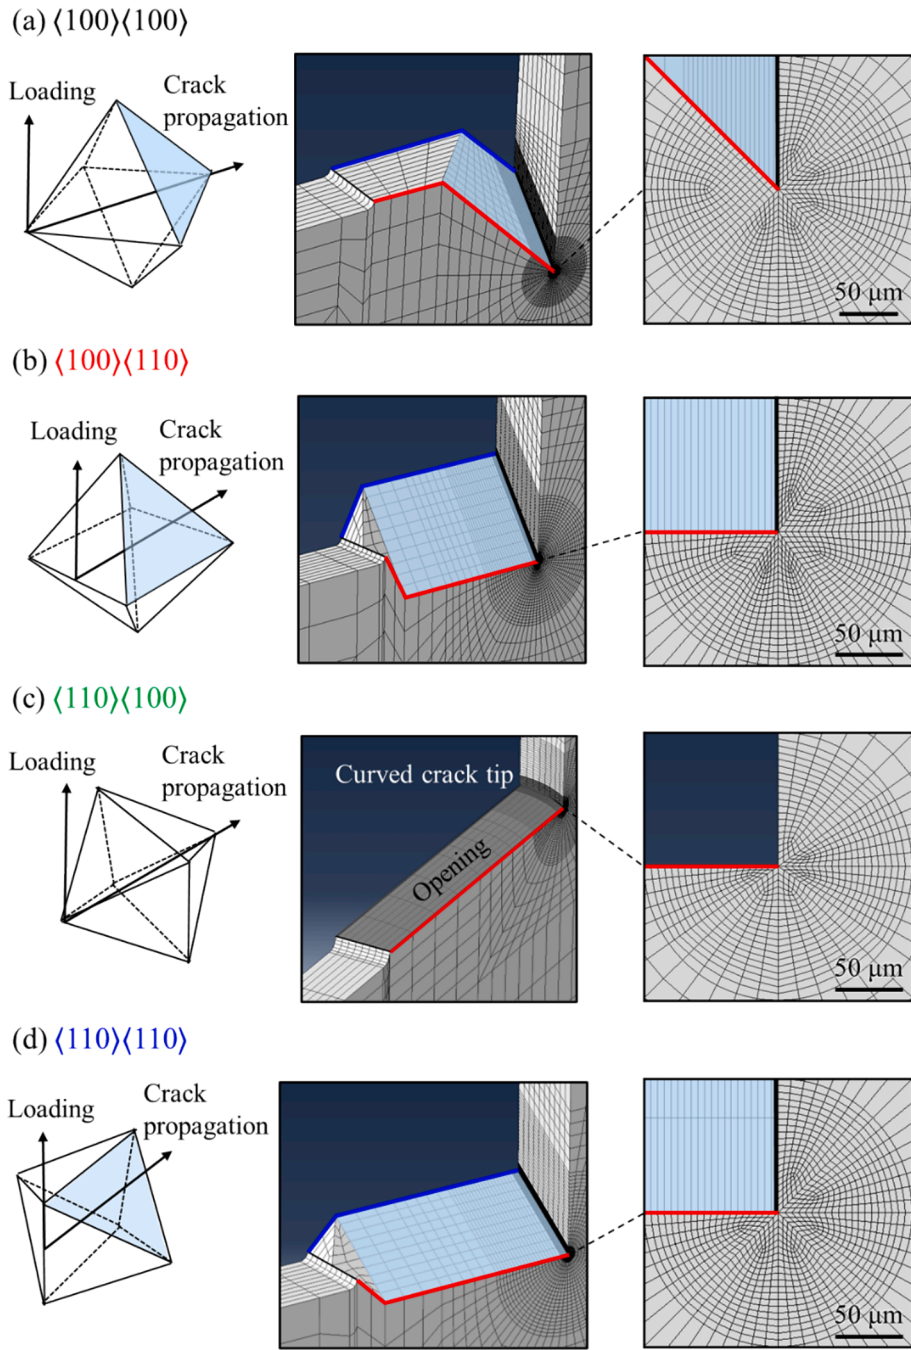 (a) ⟨100⟩⟨100⟩
Loading
Crack
propagation
50 μm
(b) ⟨100⟩⟨110⟩
Loading
Crack
propagation
50 μm
(c) ⟨110⟩⟨100⟩
Loading
Crack
propagation
Curved crack tip
Opening
50 μm
(d) ⟨110⟩⟨110⟩
Loading
Crack
propagation
50 μm